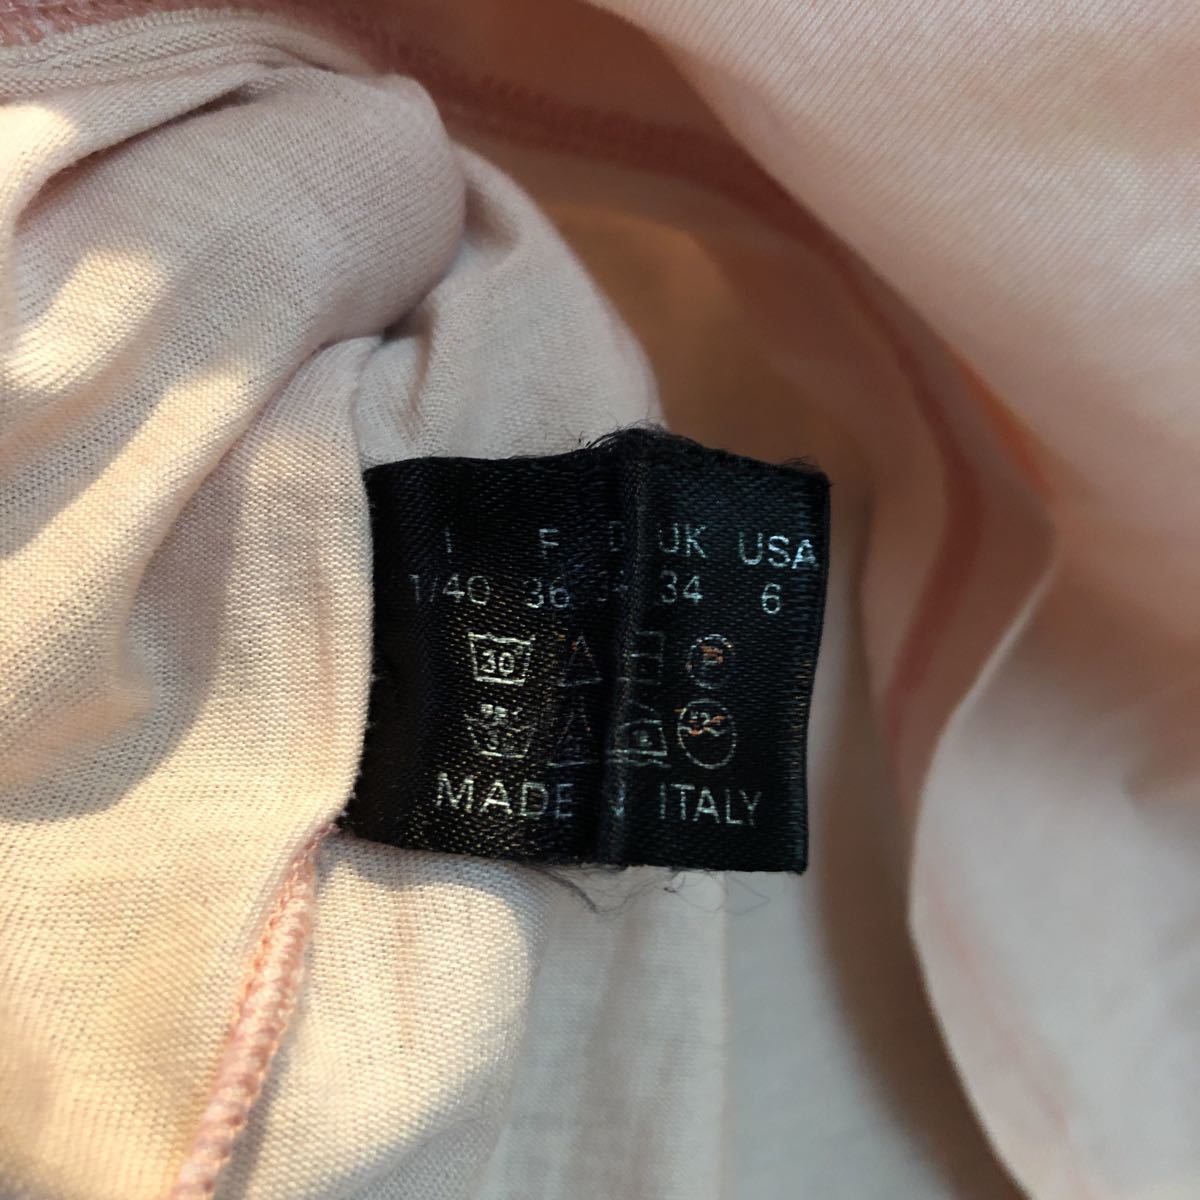 I F D UK USA
1/40 36 34 34 6
30 P
MADE ITALY